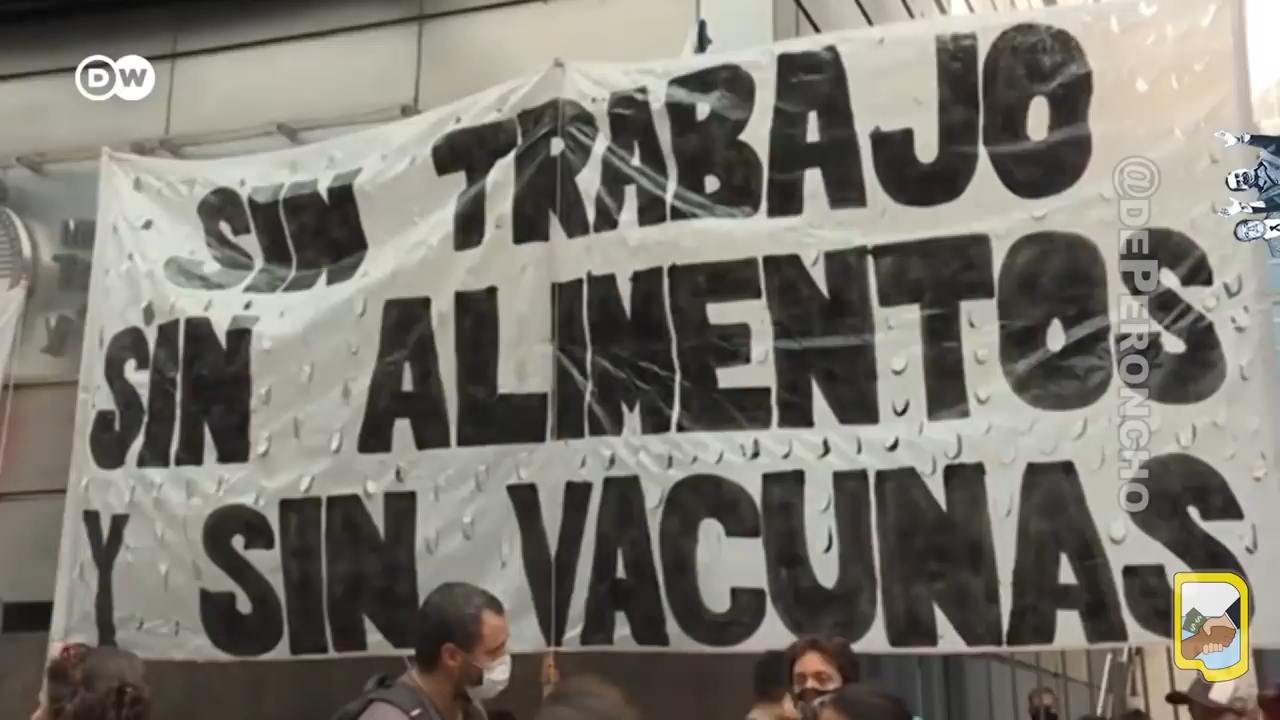 DW
SIN TRABAJO
SIN ALIMENTOS
Y SIN VACUNAS
@DEPERONCHO